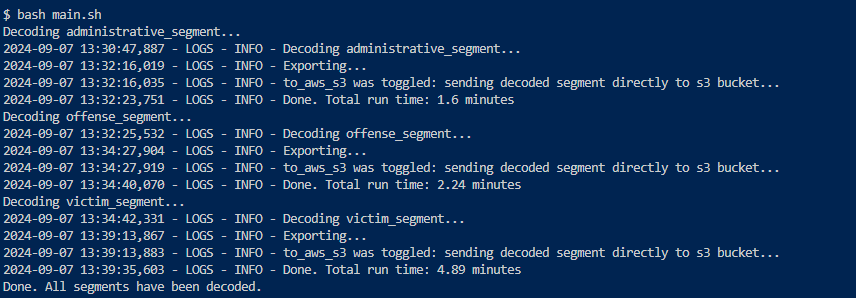 $ bash main.sh
Decoding administrative_segment...
2024-09-07 13:30:47,887 - LOGS - INFO - Decoding administrative_segment...
2024-09-07 13:32:16,019 - LOGS - INFO - Exporting...
2024-09-07 13:32:16,035 - LOGS - INFO - to_aws_s3 was toggled: sending decoded segment directly to s3 bucket...
2024-09-07 13:32:23,751 - LOGS - INFO - Done. Total run time: 1.6 minutes
Decoding offense_segment...
2024-09-07 13:32:25,532 - LOGS - INFO - Decoding offense_segment...
2024-09-07 13:34:27,904 - LOGS - INFO - Exporting...
2024-09-07 13:34:27,919 - LOGS - INFO - to_aws_s3 was toggled: sending decoded segment directly to s3 bucket...
2024-09-07 13:34:40,070 - LOGS - INFO - Done. Total run time: 2.24 minutes
Decoding victim_segment...
2024-09-07 13:34:42,331 - LOGS - INFO - Decoding victim_segment...
2024-09-07 13:39:13,867 - LOGS - INFO - Exporting...
2024-09-07 13:39:13,883 - LOGS - INFO - to_aws_s3 was toggled: sending decoded segment directly to s3 bucket...
2024-09-07 13:39:35,603 - LOGS - INFO - Done. Total run time: 4.89 minutes
Done. All segments have been decoded.